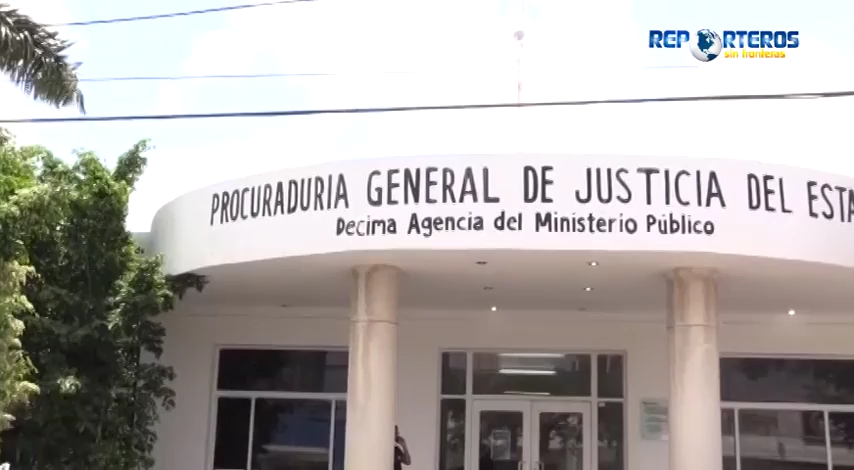 REPORTEROS
sin fronteras
PROCURADURIA GENERAL DE JUSTICIA DEL ESTA
DECIMA AGENCIA DEL MINISTERIO PÚBLICO